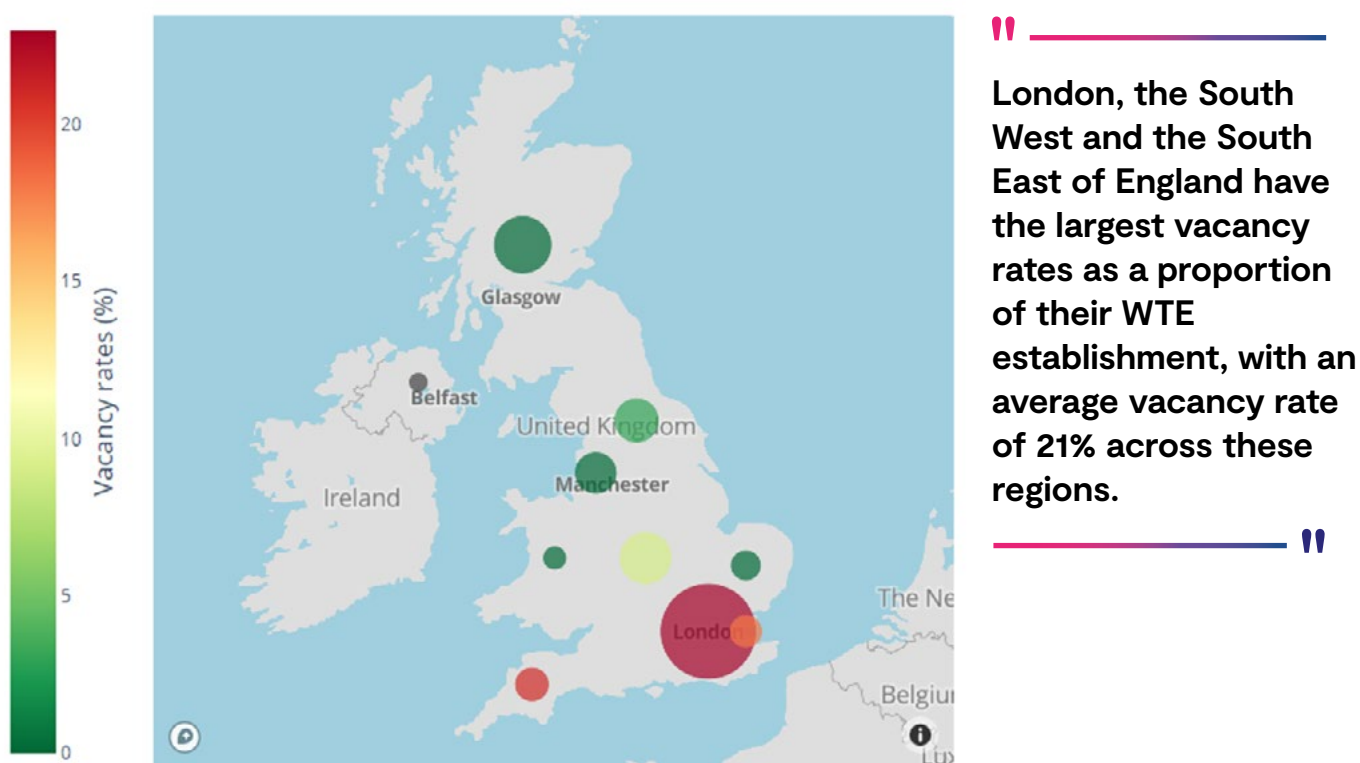 20
15
10
5
0
Vacancy rates (%)
Glasgow
Belfast
United Kingdom
Manchester
Ireland
The Ne
London
Belgiu
Lux
"
London, the South
West and the South
East of England have
the largest vacancy
rates as a proportion
of their WTE
establishment, with an
average vacancy rate
of 21% across these
regions.
"